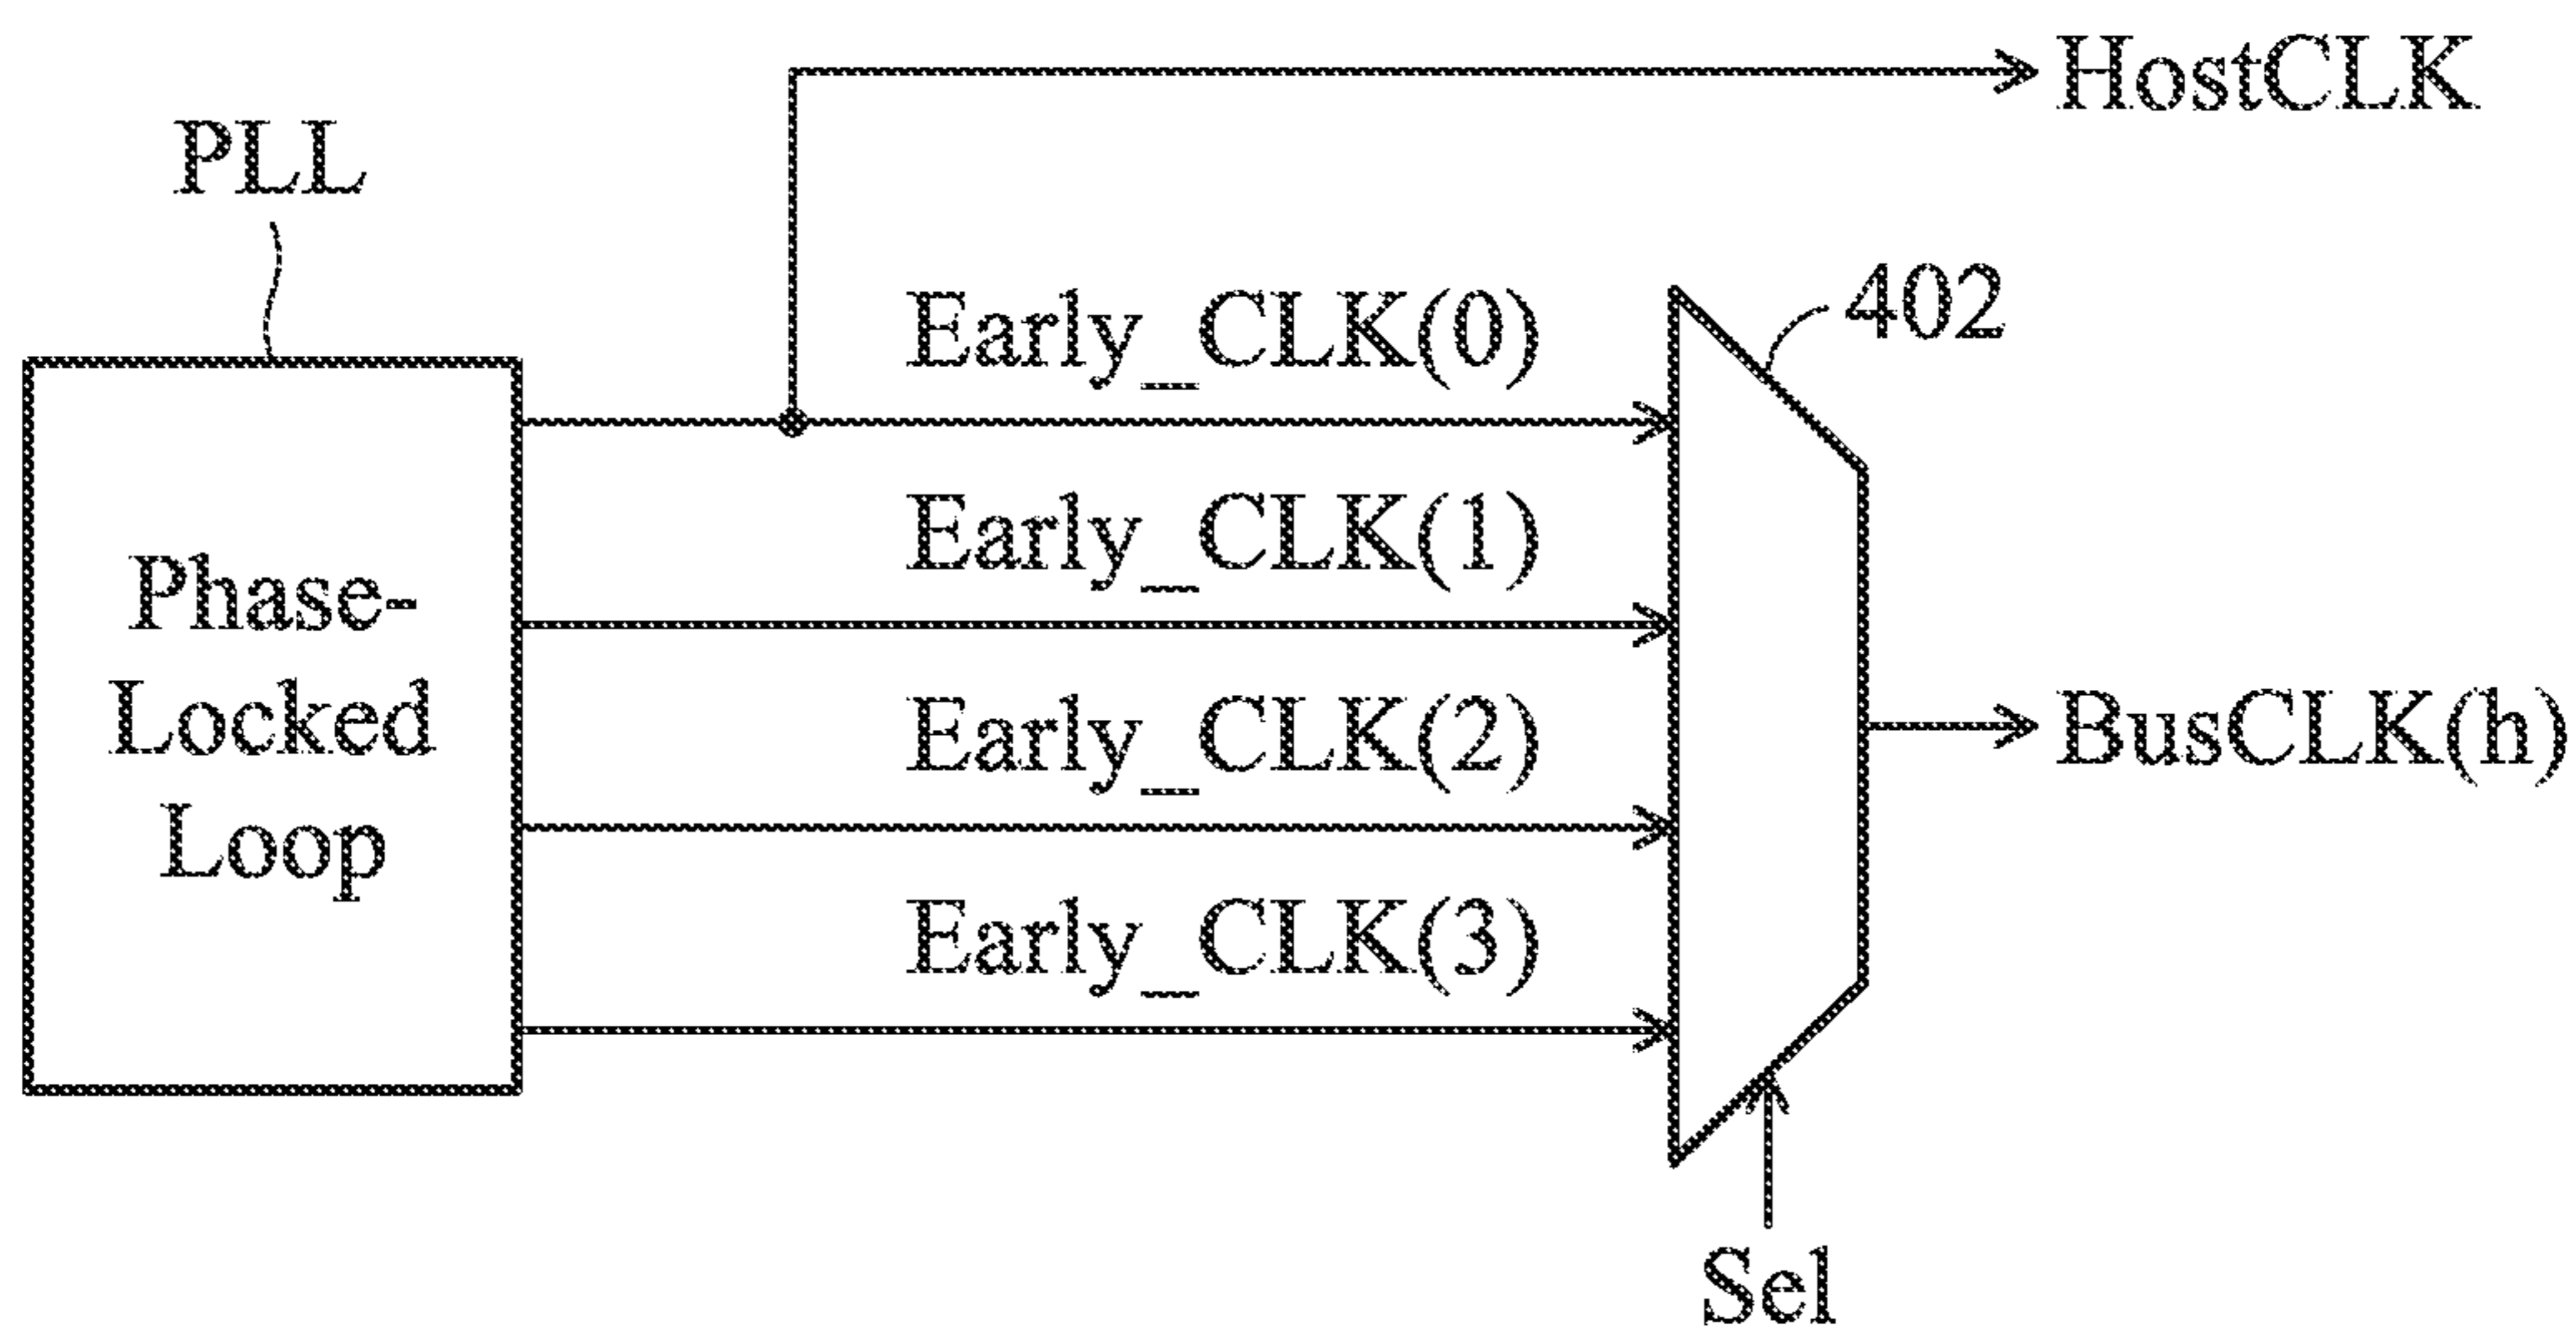 HostCLK
PLL
Early_CLK(0)
402
Early_CLK(1)
Phase-
Locked
Loop
Early_CLK(2)
BusCLK(h)
Early_CLK(3)
Sel